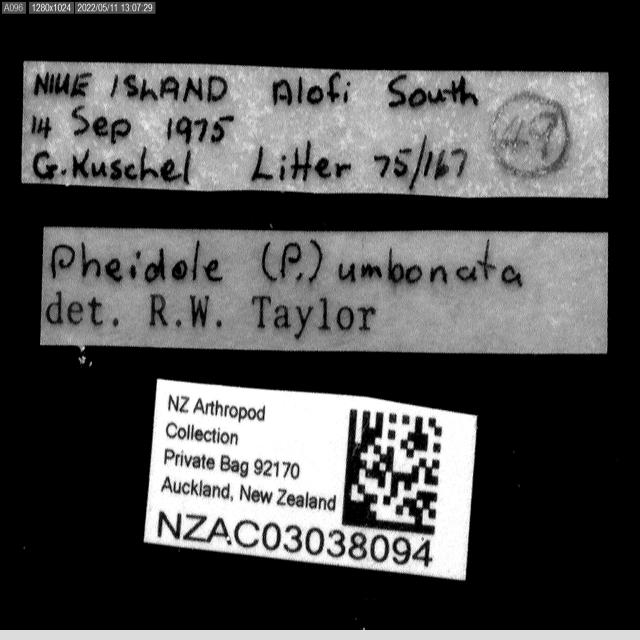 A096 1280x1024 2022/05/11 13:07:29
NIUE ISLAND Alofi South
14 Sep 1975
49
G.Kuschel Litter 75/167
Pheidole (P.) umbonata
det. R.W. Taylor
NZ Arthropod
Collection
Private Bag 92170
Auckland, New Zealand
NZAC03038094